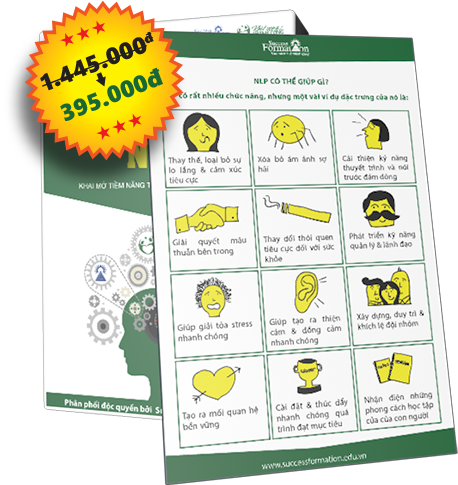 1.445.000đ
395.000đ
Success
Formation
NLP CÓ THỂ GIÚP GÌ?
có rất nhiều chức năng, nhưng một vài ví dụ đặc trưng của nó là:
Thay thế, loại bỏ sự
lo lắng & cảm xúc
tiêu cực
Xóa bỏ ám ảnh sợ
hãi
Cải thiện kỹ năng
thuyết trình và nói
trước đám đông
Giải quyết mâu
thuẫn bên trong
Thay đổi thói quen
tiêu cực đối với sức
khỏe
Phát triển kỹ năng
quản lý & lãnh đạo
Giúp giải tỏa stress
nhanh chóng
Giúp tạo ra thiện
cảm & đồng cảm
nhanh chóng
Xây dựng, duy trì &
khích lệ đội nhóm
Tạo ra mối quan hệ
bền vững
Cài đặt & thúc đẩy
nhanh chóng quá
trình đạt mục tiêu
Nhận diện những
phong cách học tập
của của con người
KHAI MỞ TIỀM NĂNG
Phân phối độc quyền bởi
www.successformation.edu.vn